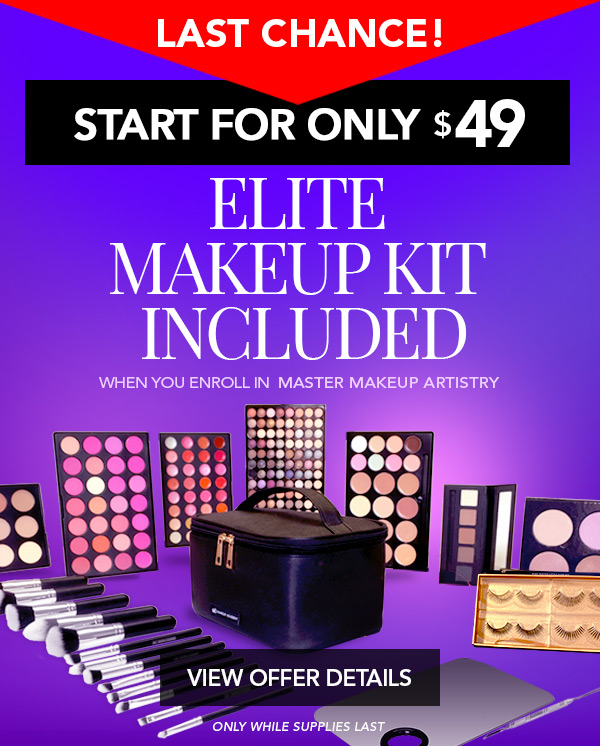 LAST CHANCE!
START FOR ONLY $49
ELITE
MAKEUP KIT
INCLUDED
WHEN YOU ENROLL IN MASTER MAKEUP ARTISTRY
VIEW OFFER DETAILS
ONLY WHILE SUPPLIES LAST